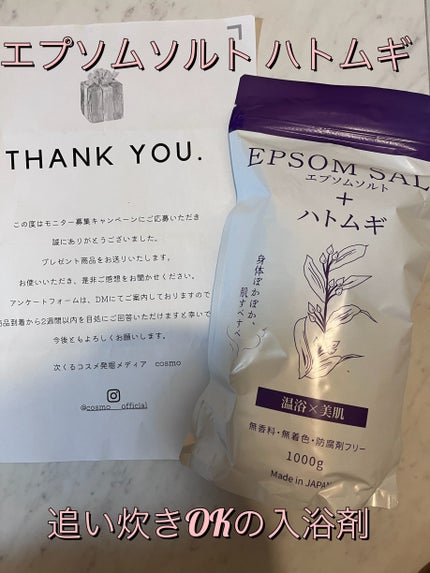 エプソムソルト ハトムギ
THANK YOU.
この度はモニター募集キャンペーンにご応募いただき
誠にありがとうございました。
プレゼント商品をお送りいたします。
お使いいただき、是非ご感想をお聞かせください。
アンケートフォームは、DMにてご案内しておりますので
商品到着から2週間以内を目処にご回答いただけますと幸いで
今後ともよろしくお願いします。
次くるコスメ発掘メディア cosmo
@cosmo__official
EPSOM SAL
エプソムソルト
+
ハトムギ
身体ぽかぽか、
肌すべすべ
温浴×美肌
無香料・無着色・防腐剤フリー
1000g
Made in JAPAN
追い炊きOKの入浴剤